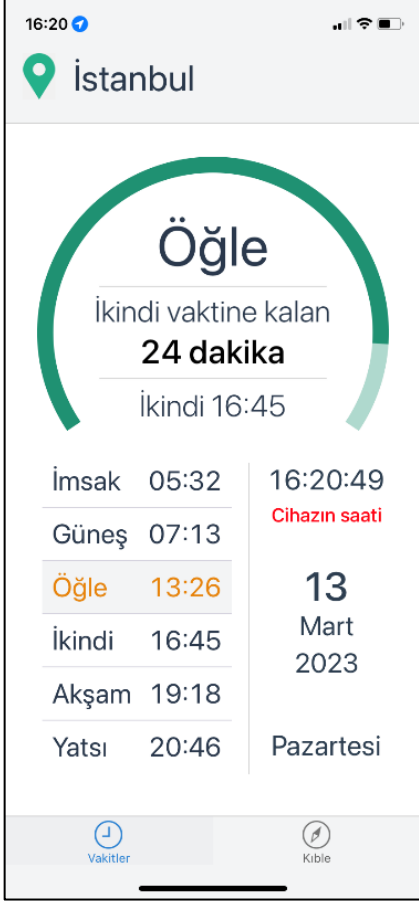 16:20
İstanbul
Öğle
İkindi vaktine kalan
24 dakika
İkindi 16:45
İmsak 05:32
Güneş 07:13
Öğle 13:26
İkindi 16:45
Akşam 19:18
Yatsı 20:46
16:20:49
Cihazın saati
13
Mart
2023
Pazartesi
Vakitler
Kıble